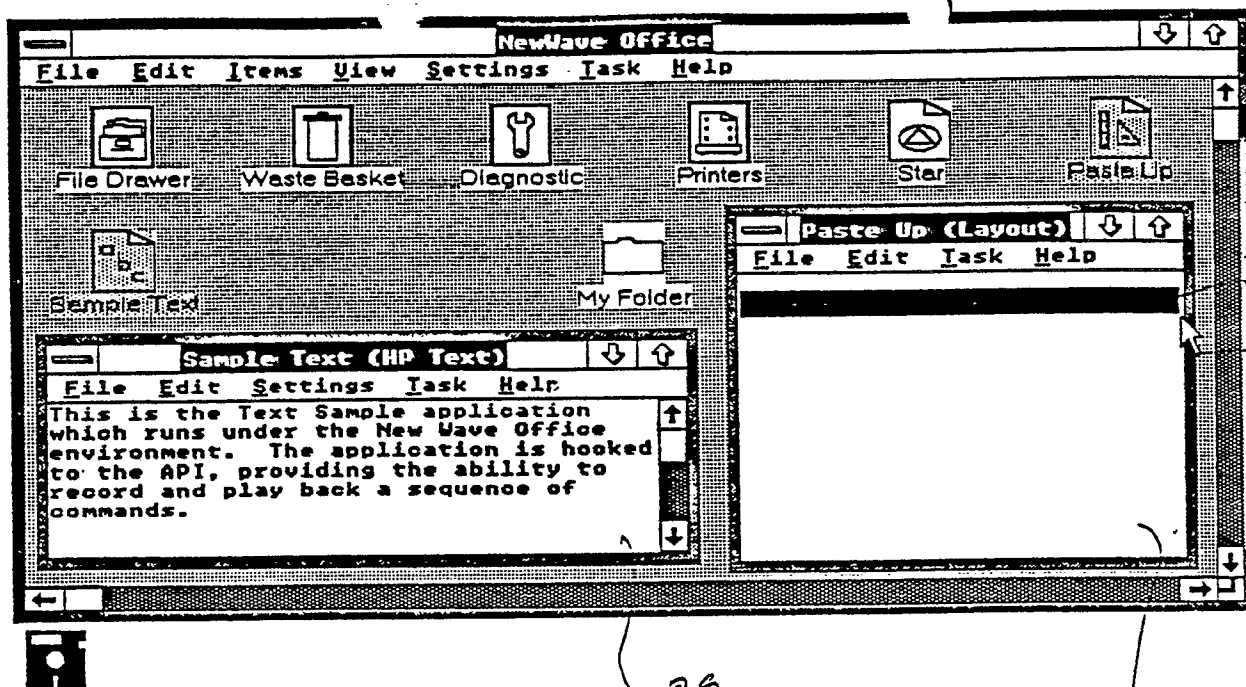 NewWave Office
File Edit Items View Settings Task Help
File Drawer Waste Basket Diagnostic Printers Star Paste Up
Sample Text My Folder
Paste Up (Layout)
File Edit Task Help
Sample Text (HP Text)
File Edit Settings Task Help
This is the Text Sample application
which runs under the New Wave Office
environment. The application is hooked
to the API, providing the ability to
record and play back a sequence of
commands.